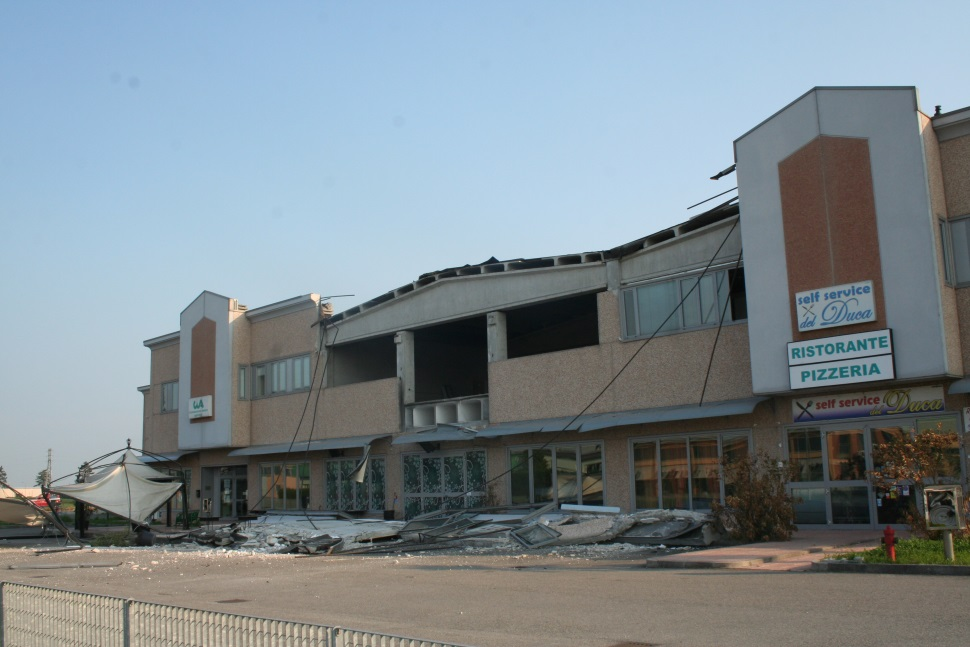 self service
del Duca
RISTORANTE
PIZZERIA
self service del Duca